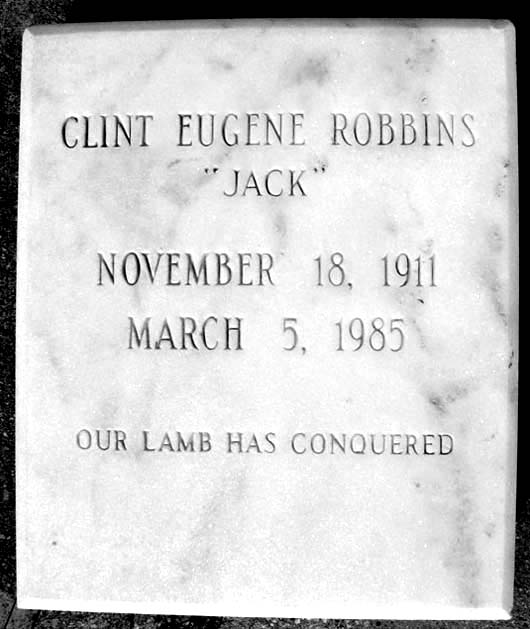 CLINT EUGENE ROBBINS
"JACK"
NOVEMBER 18, 1911
MARCH 5, 1985
OUR LAMB HAS CONQUERED